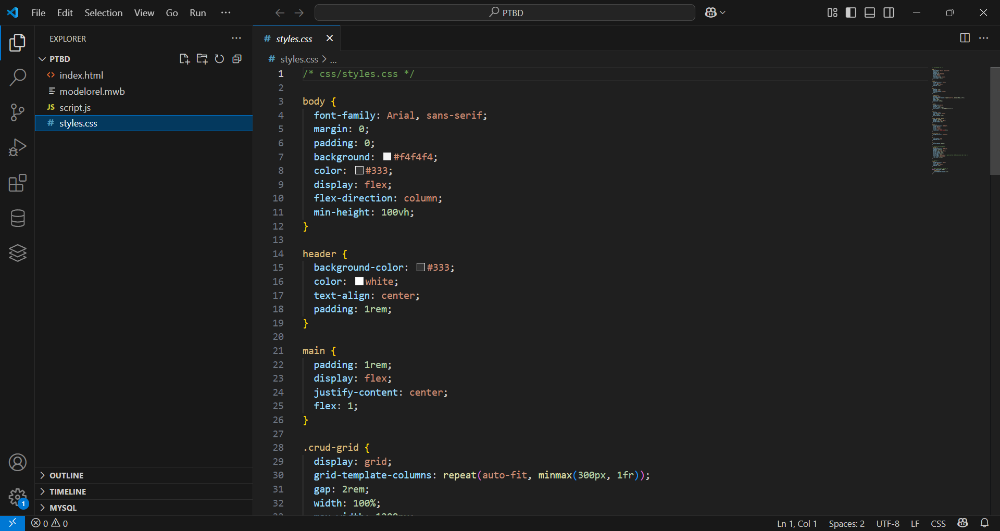 File Edit Selection View Go Run ···
PTBD
EXPLORER
PTBD
index.html
modelorel.mwb
JS script.js
# styles.css
OUTLINE
TIMELINE
MYSQL
1
# styles.css
# styles.css > ...
1 /* css/styles.css */
2
3 body {
4 font-family: Arial, sans-serif;
5 margin: 0;
6 padding: 0;
7 background: #f4f4f4;
8 color: #333;
9 display: flex;
10 flex-direction: column;
11 min-height: 100vh;
12 }
13
14 header {
15 background-color: #333;
16 color: white;
17 text-align: center;
18 padding: 1rem;
19 }
20
21 main {
22 padding: 1rem;
23 display: flex;
24 justify-content: center;
25 flex: 1;
26 }
27
28 .crud-grid {
29 display: grid;
30 grid-template-columns: repeat(auto-fit, minmax(300px, 1fr));
31 gap: 2rem;
32 width: 100%;
0 0
Ln 1, Col 1 Spaces: 2 UTF-8 LF CSS